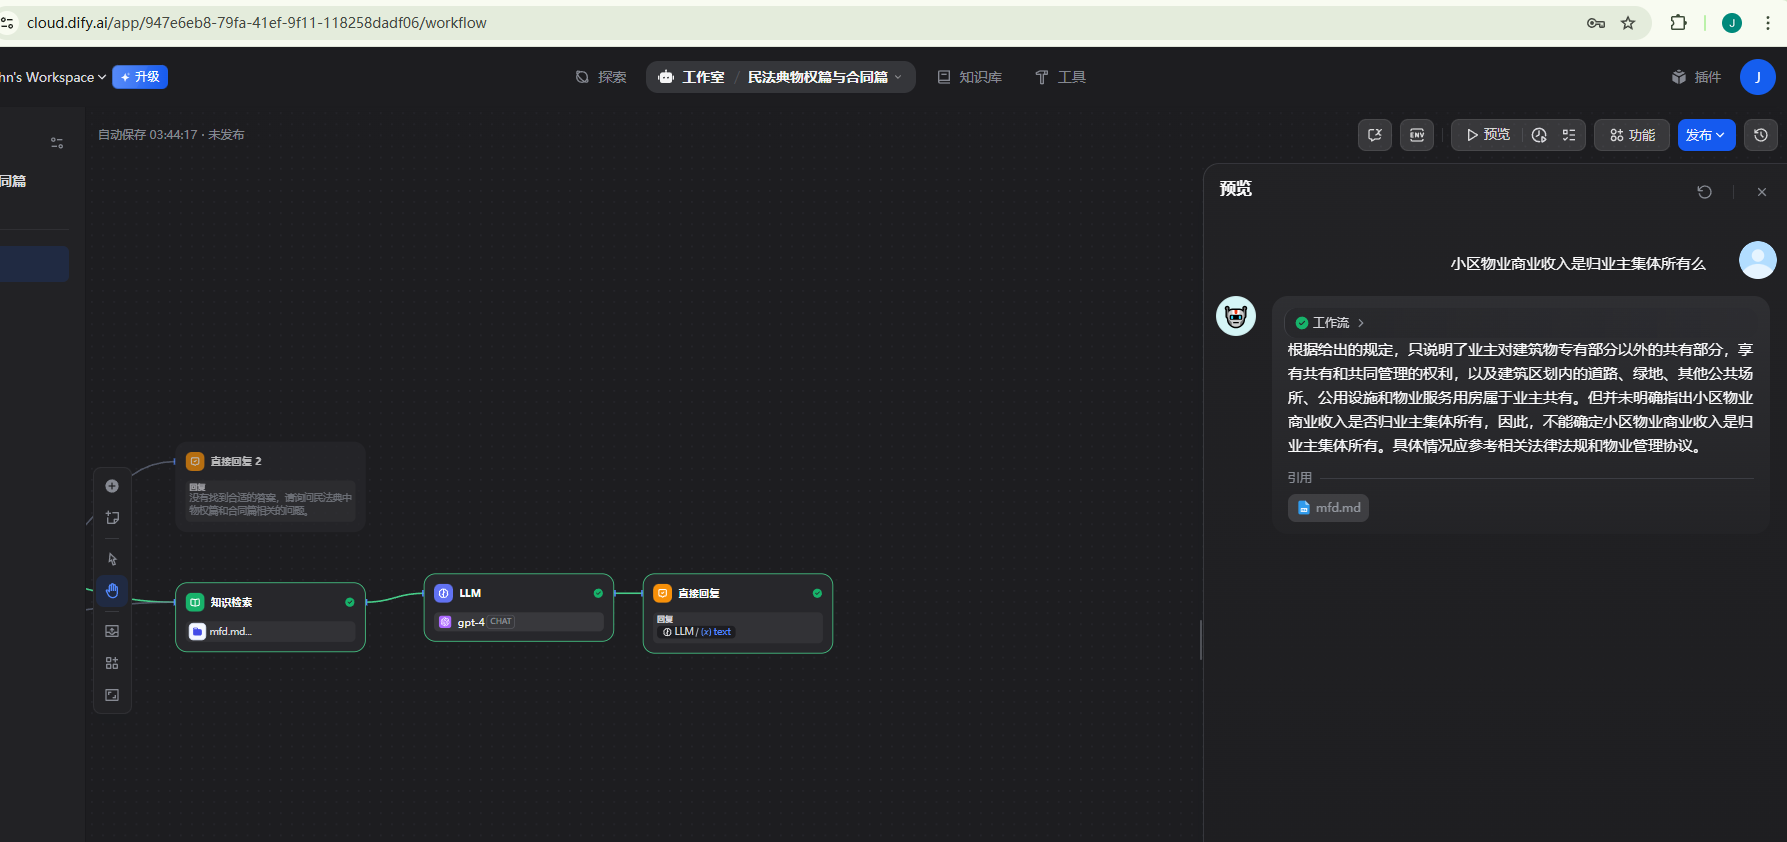 cloud.dify.ai/app/947e6eb8-79fa-41ef-9f11-118258dadf06/workflow
J
hn's Workspace
升级
探索
工作室 / 民法典物权篇与合同篇
知识库
工具
插件
J
自动保存 03:44:17 · 未发布
ENV
预览
功能
发布
同篇
预览
小区物业商业收入是归业主集体所有么
工作流
根据给出的规定，只说明了业主对建筑物专有部分以外的共有部分，享
有共有和共同管理的权利，以及建筑区划内的道路、绿地、其他公共场
所、公用设施和物业服务用房属于业主共有。但并未明确指出小区物业
商业收入是否归业主集体所有，因此，不能确定小区物业商业收入是归
业主集体所有。具体情况应参考相关法律法规和物业管理协议。
引用
mfd.md
直接回复 2
回复
没有找到合适的答案，请询问民法典中
物权篇和合同篇相关的问题。
知识检索
mfd.md...
LLM
gpt-4 CHAT
直接回复
回复
LLM / (x) text